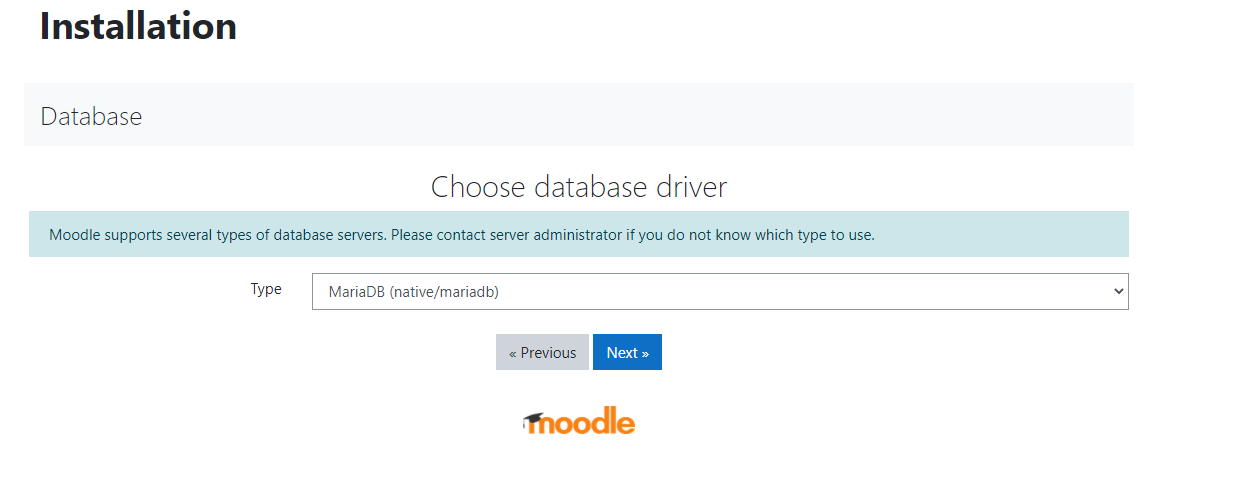 Installation
Database
Choose database driver
Moodle supports several types of database servers. Please contact server administrator if you do not know which type to use.
Type
MariaDB (native/mariadb)
« Previous
Next »
moodle